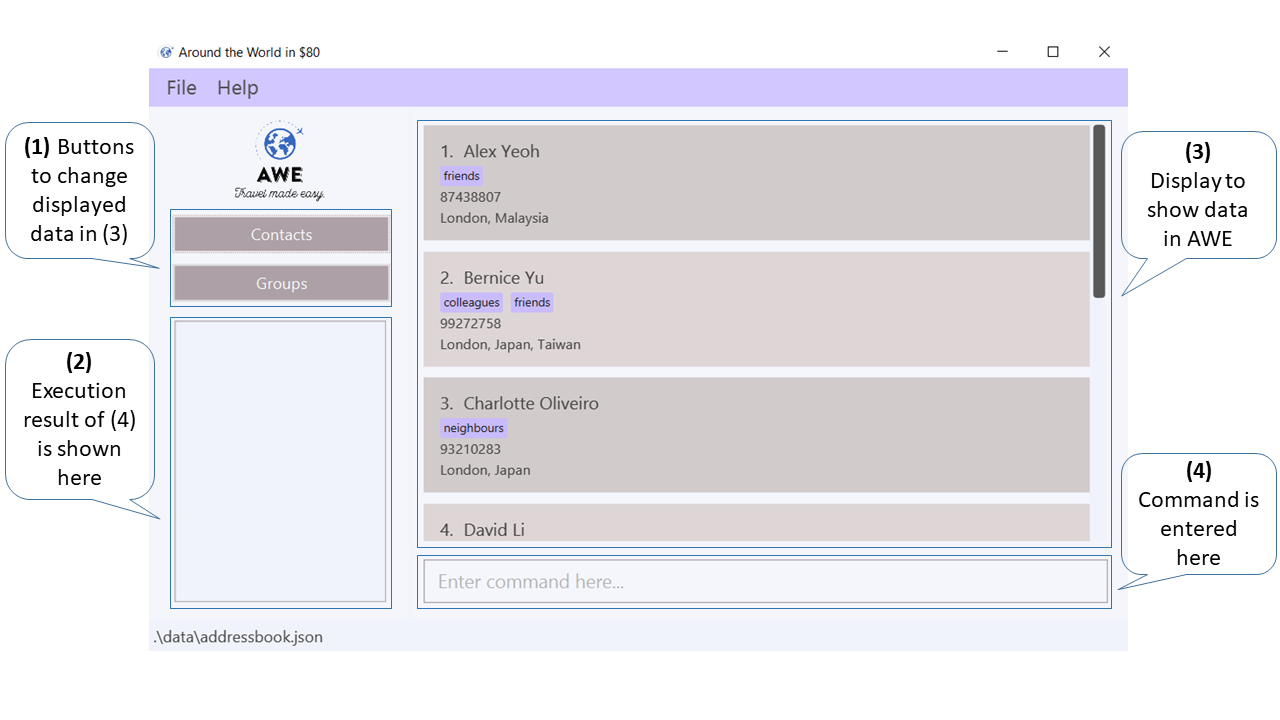 Around the World in $80
File Help
(1) Buttons
to change
displayed
data in (3)
AWE
Travel made easy.
Contacts
Groups
(2)
Execution
result of (4)
is shown
here
1. Alex Yeoh
friends
87438807
London, Malaysia
2. Bernice Yu
colleagues friends
99272758
London, Japan, Taiwan
3. Charlotte Oliveiro
neighbours
93210283
London, Japan
4. David Li
Enter command here...
(3)
Display to
show data
in AWE
(4)
Command is
entered
here
.\data\addressbook.json